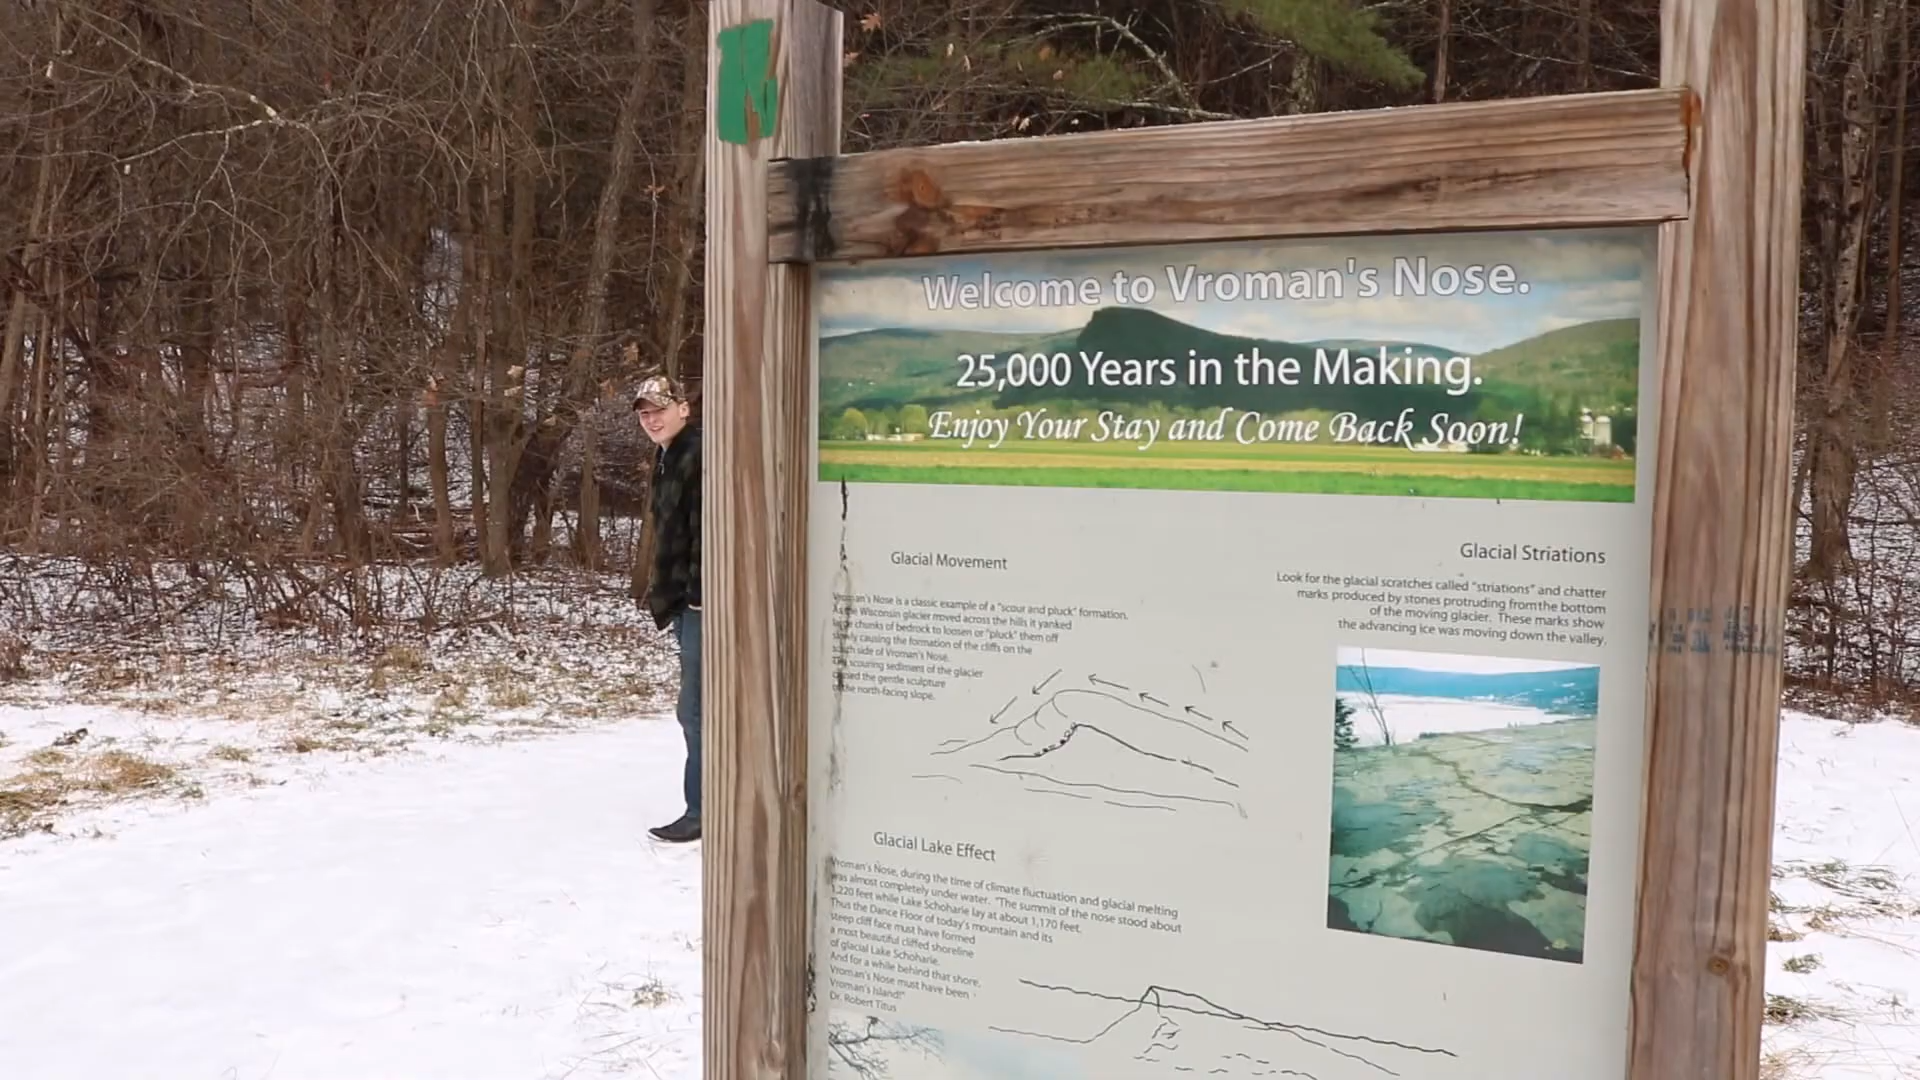 Welcome to Vroman's Nose.
25,000 Years in the Making.
Enjoy Your Stay and Come Back Soon!
Glacial Movement
Vroman's Nose is a classic example of a "scour and pluck" formation.
As the Wisconsin glacier moved across the hills it yanked
large chunks of bedrock to loosen or "pluck" them off
slowly causing the formation of the cliffs on the
south side of Vroman's Nose.
The scouring sediment of the glacier
caused the gentle sculpture
of the north-facing slope.
Glacial Striations
Look for the glacial scratches called "striations" and chatter
marks produced by stones protruding from the bottom
of the moving glacier. These marks show
the advancing ice was moving down the valley.
Glacial Lake Effect
Vroman's Nose, during the time of climate fluctuation and glacial melting
was almost completely under water. "The summit of the nose stood about
1,220 feet while Lake Schoharie lay at about 1,170 feet.
Thus the Dance Floor of today's mountain and its
steep cliff face must have formed
a most beautiful cliffed shoreline
of glacial Lake Schoharie.
And for a while behind that shore,
Vroman's Nose must have been
Vroman's Island!"
Dr. Robert Titus